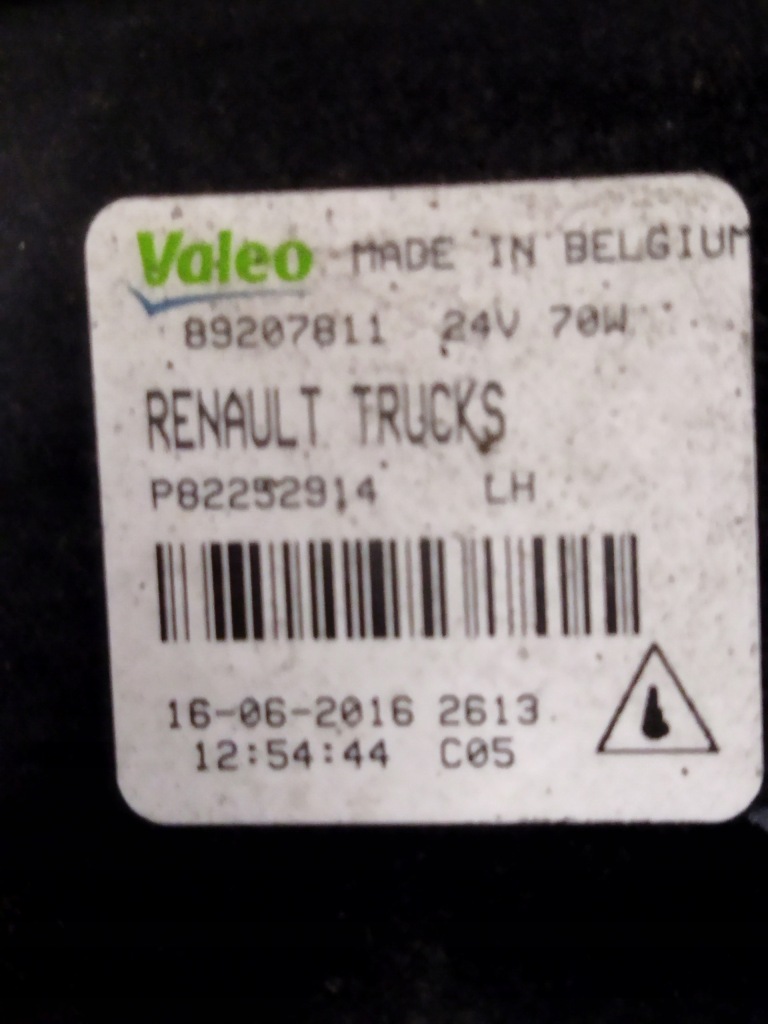 Valeo MADE IN BELGIUM
89207811 24V 70W
RENAULT TRUCKS
P82252914 LH
16-06-2016 2613
12:54:44 C05